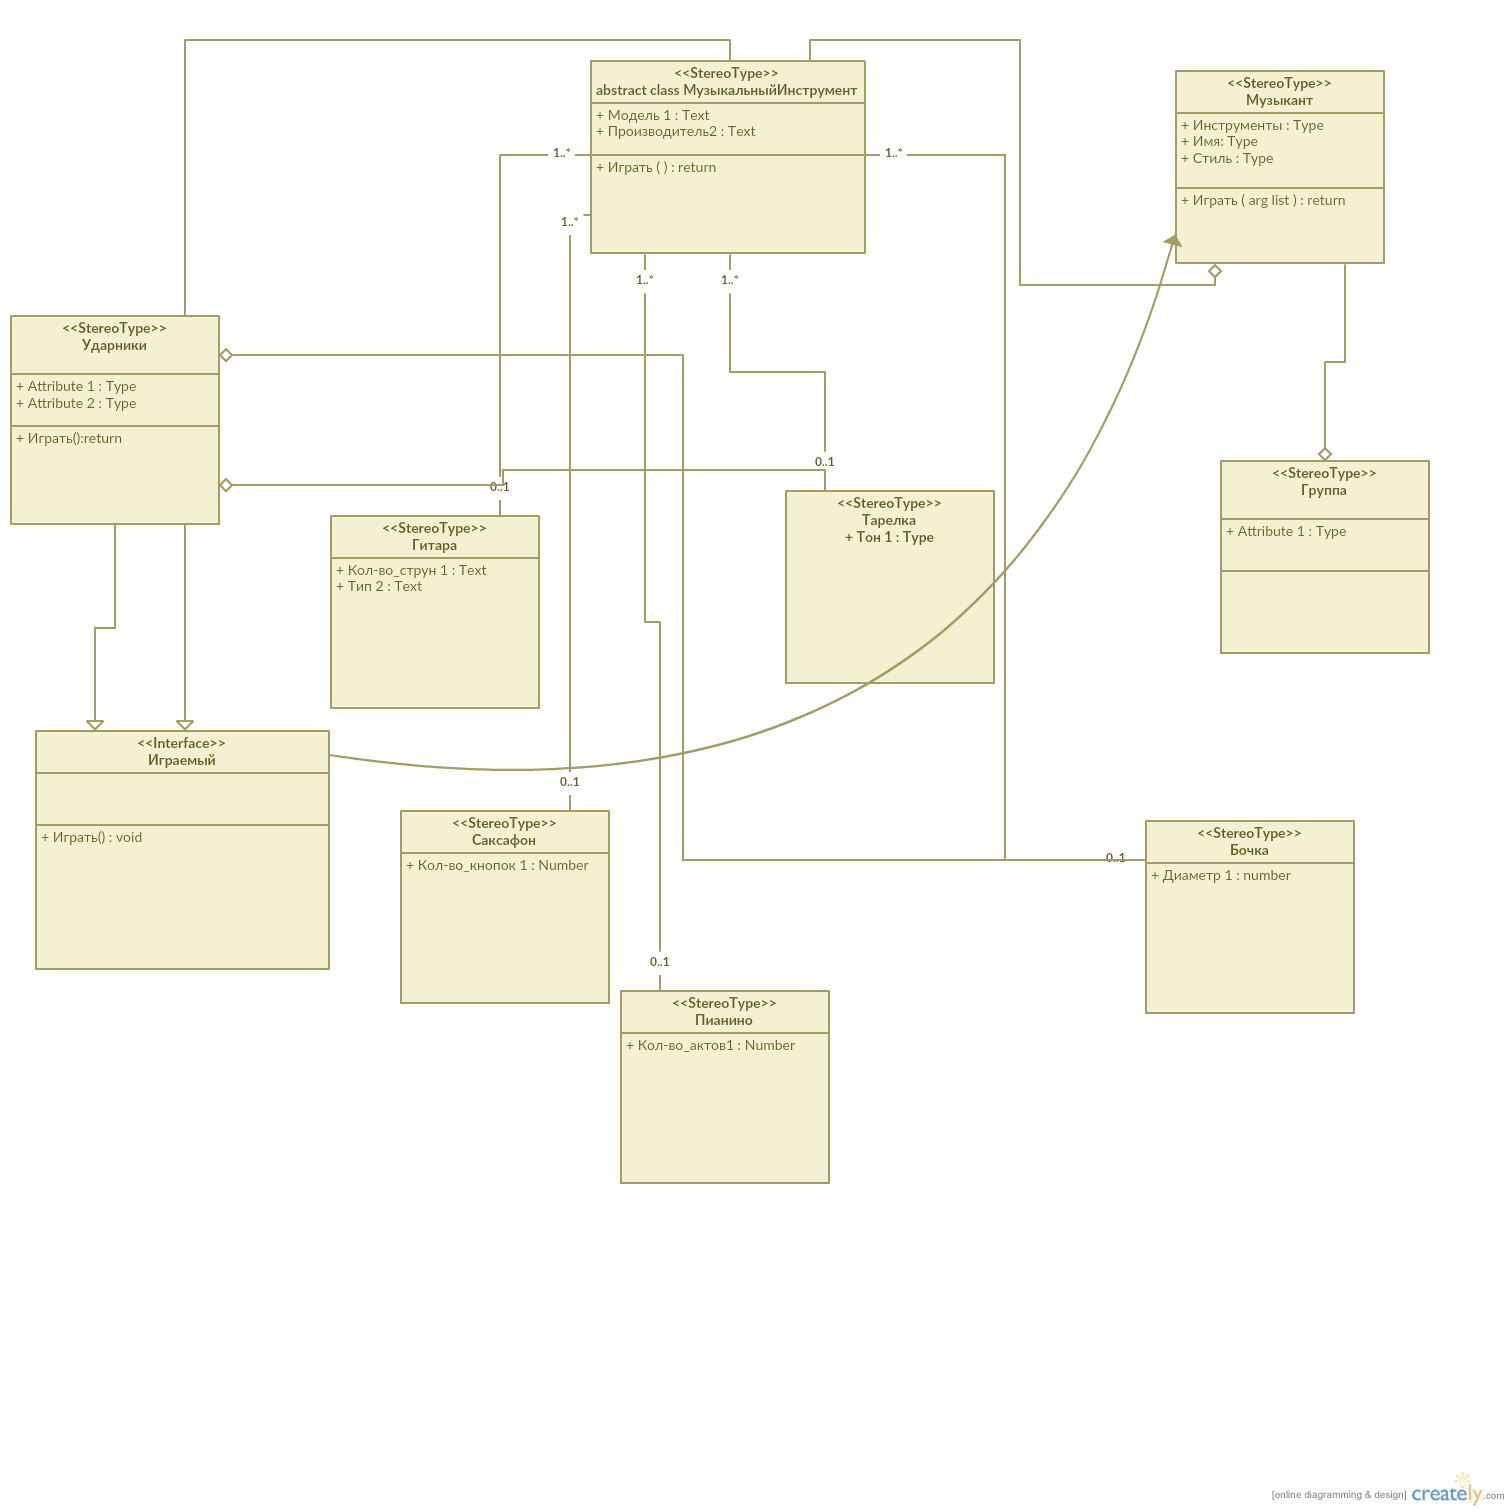 <<StereoType>>
abstract class МузыкальныйИнструмент
+ Модель 1 : Text
+ Производитель2 : Text
+ Играть ( ) : return
<<StereoType>>
Музыкант
+ Инструменты : Type
+ Имя: Type
+ Стиль : Type
+ Играть ( arg list ) : return
1..*
1..*
1..*
1..*
1..*
<<StereoType>>
Ударники
+ Attribute 1 : Type
+ Attribute 2 : Type
+ Играть():return
0..1
0..1
<<StereoType>>
Гитара
+ Кол-во_струн 1 : Text
+ Тип 2 : Text
<<StereoType>>
Тарелка
+ Тон 1 : Type
<<StereoType>>
Группа
+ Attribute 1 : Type
<<Interface>>
Играемый
+ Играть() : void
0..1
<<StereoType>>
Саксафон
+ Кол-во_кнопок 1 : Number
0..1
<<StereoType>>
Бочка
+ Диаметр 1 : number
0..1
<<StereoType>>
Пианино
+ Кол-во_актов1 : Number
[online diagramming & design] creately.com